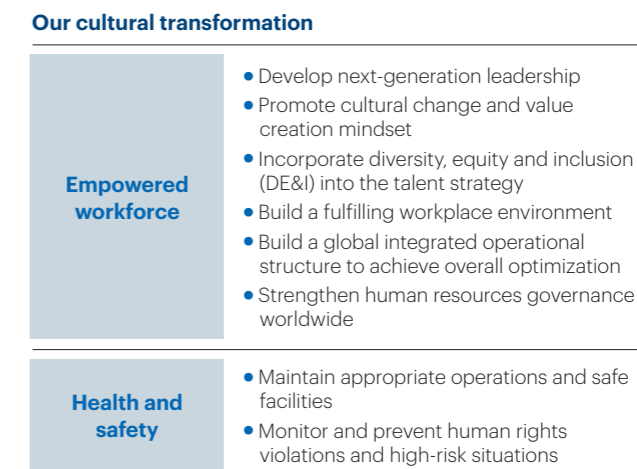 Our cultural transformation
Empowered
workforce
• Develop next-generation leadership
• Promote cultural change and value
creation mindset
• Incorporate diversity, equity and inclusion
(DE&I) into the talent strategy
• Build a fulfilling workplace environment
• Build a global integrated operational
structure to achieve overall optimization
• Strengthen human resources governance
worldwide
Health and
safety
• Maintain appropriate operations and safe
facilities
• Monitor and prevent human rights
violations and high-risk situations